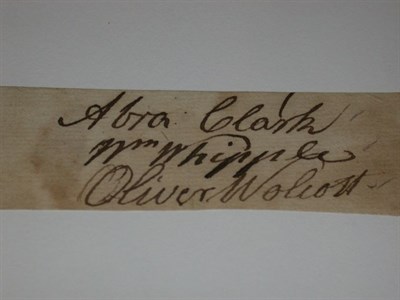 Abra Clark
Wm Whipple
Oliver Wolcott